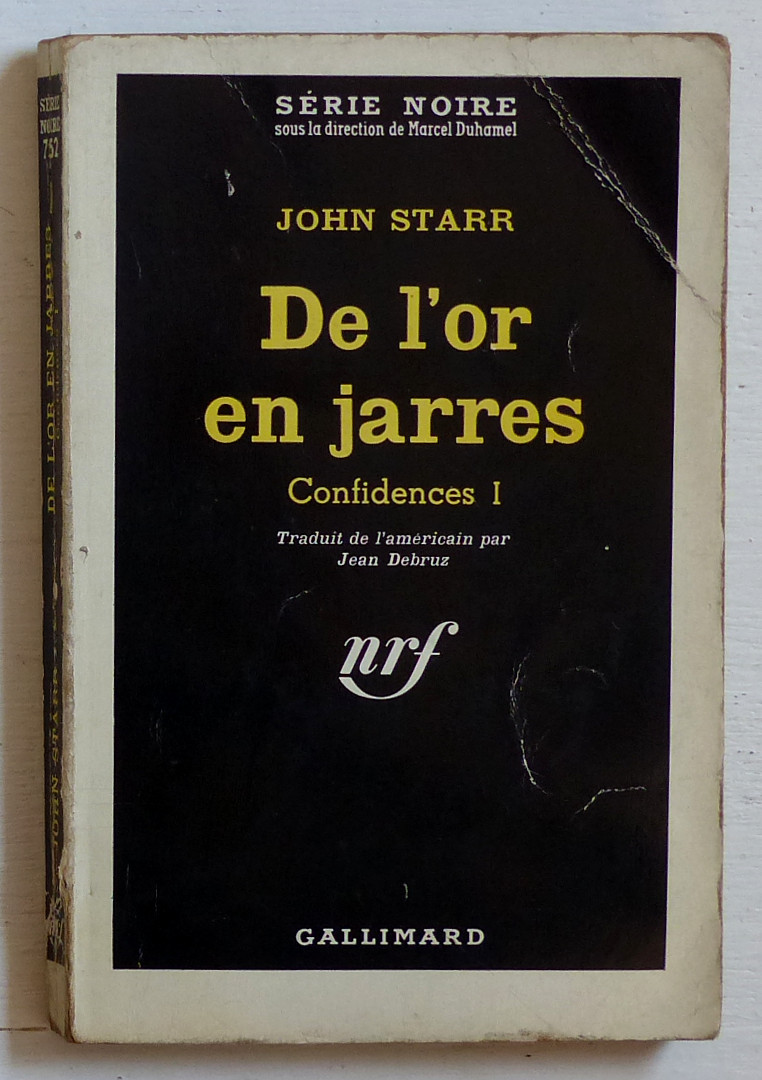 SÉRIE NOIRE
sous la direction de Marcel Duhamel
JOHN STARR
De l'or
en jarres
Confidences I
Traduit de l'américain par
Jean Debruz
nrf
GALLIMARD
SÉRIE
NOIRE
752
DE L'OR EN JARRES
Confidences I
JOHN STARR